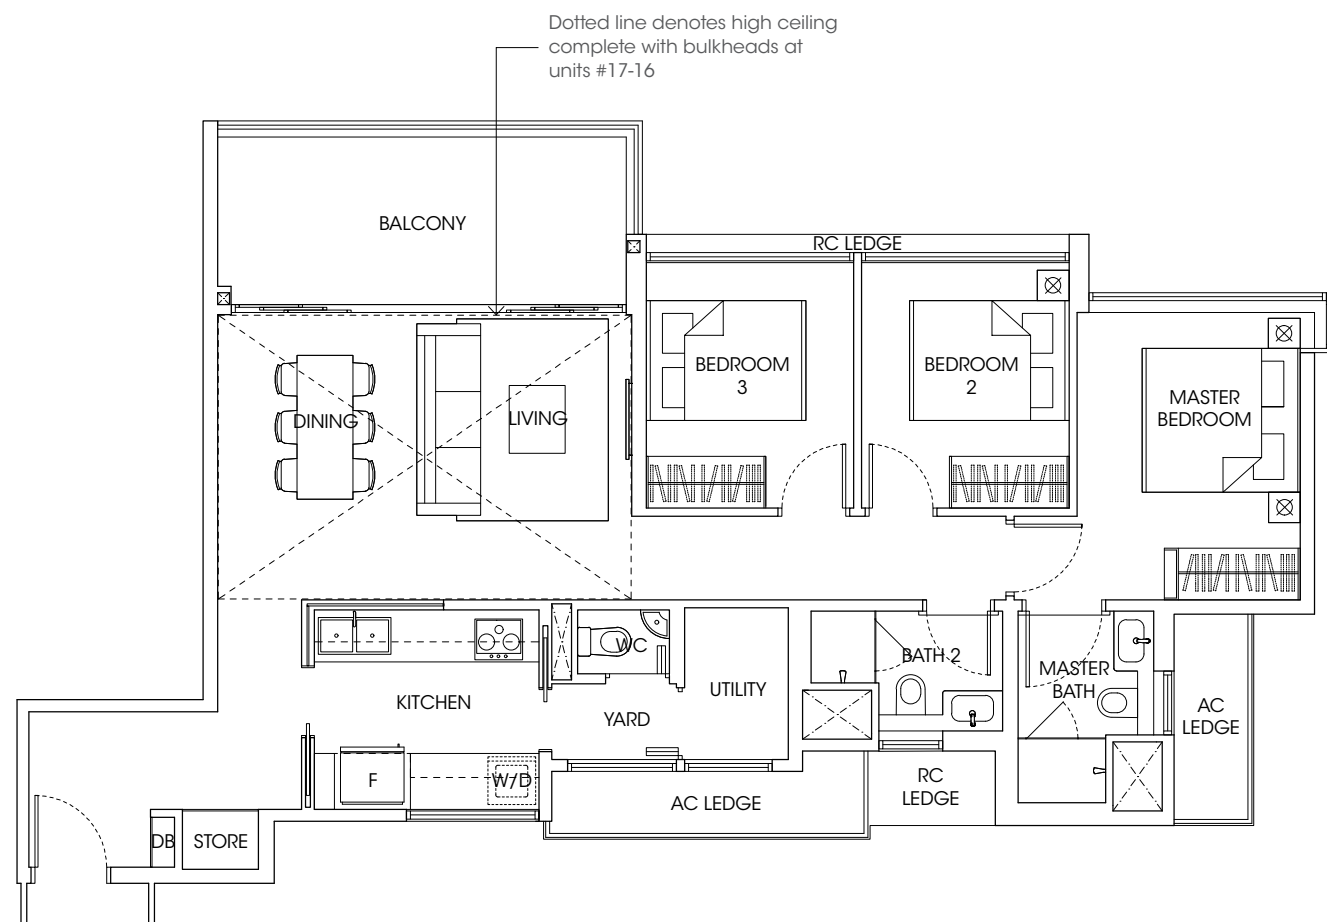 Dotted line denotes high ceiling
complete with bulkheads at
units #17-16
BALCONY
RC LEDGE
BEDROOM
3
BEDROOM
2
MASTER
BEDROOM
DINING
LIVING
WC
BATH 2
MASTER
BATH
UTILITY
KITCHEN
YARD
AC
LEDGE
F
W/D
AC LEDGE
RC
LEDGE
DB
STORE